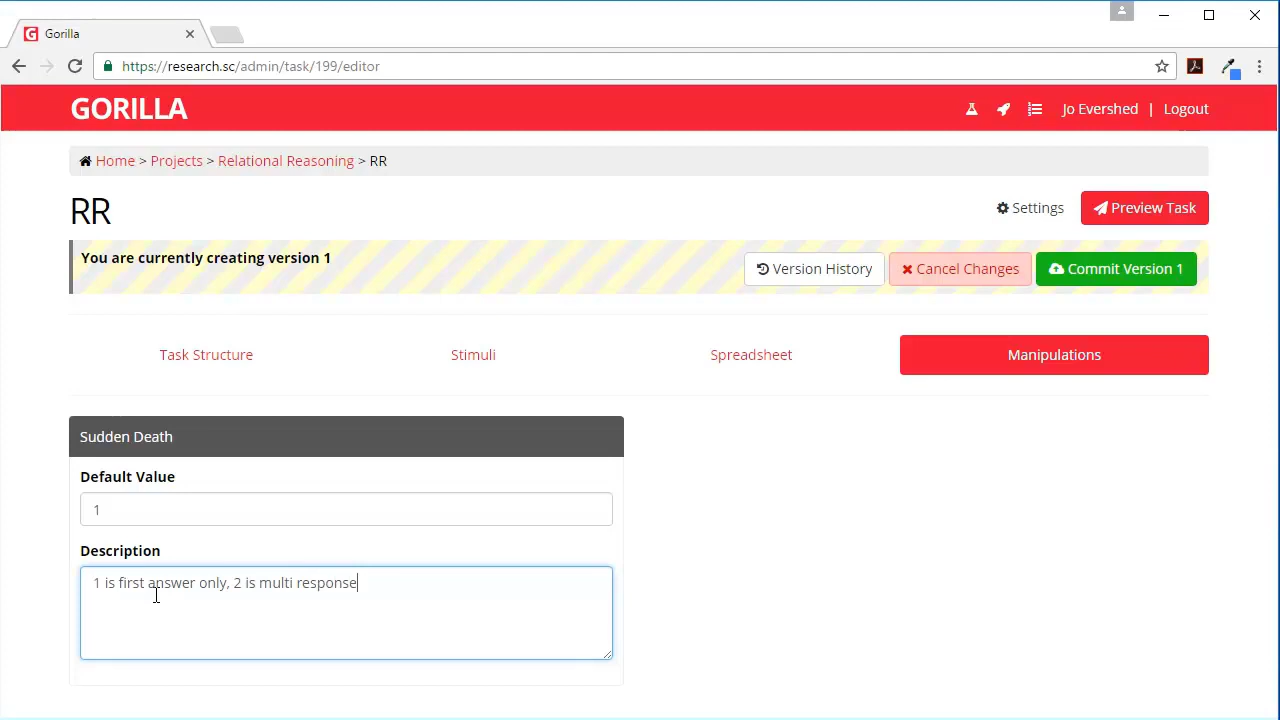 Gorilla
https://research.sc/admin/task/199/editor
GORILLA
Jo Evershed | Logout
Home > Projects > Relational Reasoning > RR
RR
Settings
Preview Task
You are currently creating version 1
Version History
Cancel Changes
Commit Version 1
Task Structure
Stimuli
Spreadsheet
Manipulations
Sudden Death
Default Value
1
Description
1 is first answer only, 2 is multi response